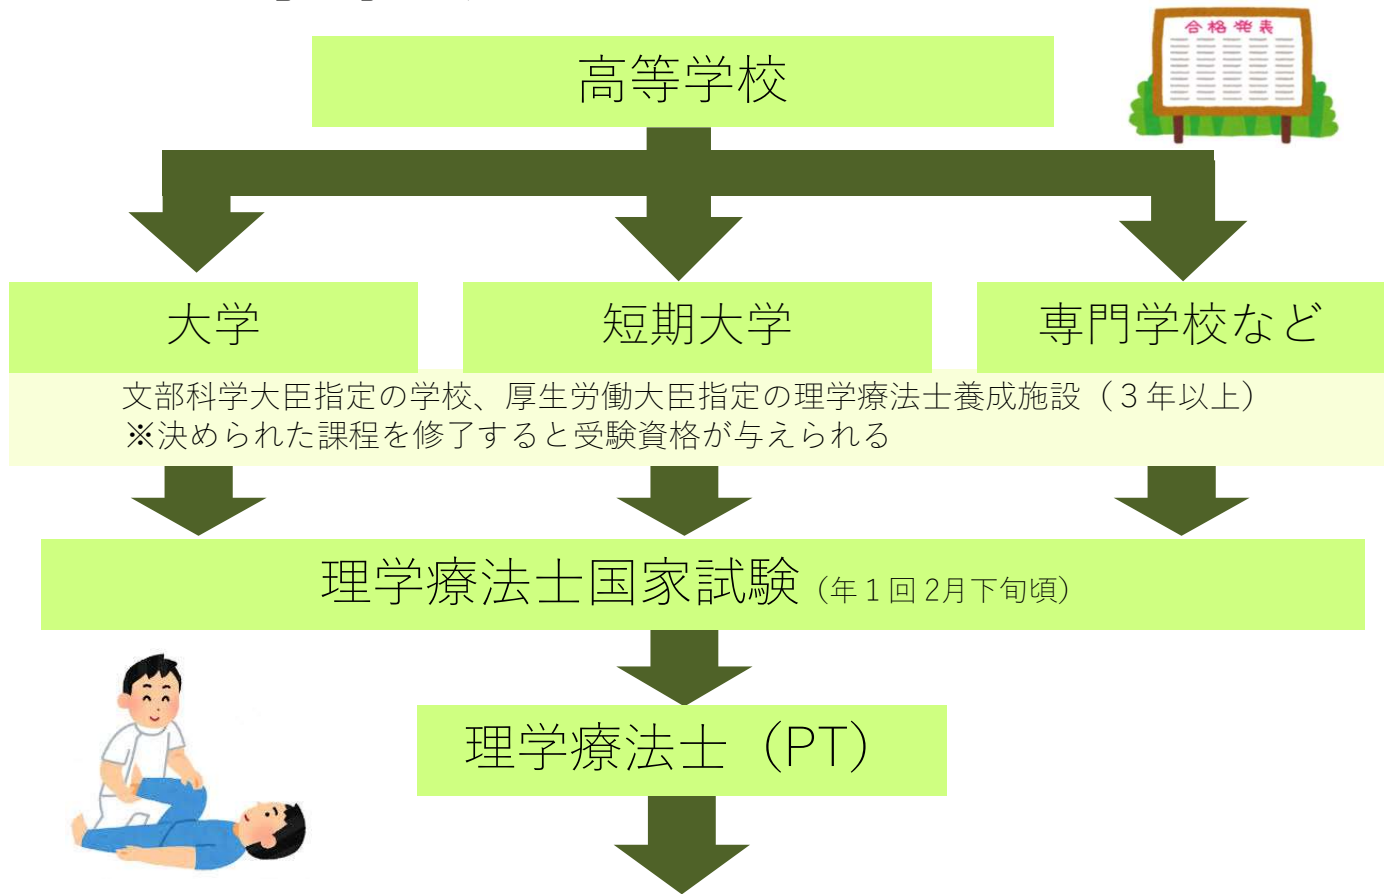 合格発表
高等学校
大学
短期大学
専門学校など
文部科学大臣指定の学校、厚生労働大臣指定の理学療法士養成施設（３年以上）
※決められた課程を修了すると受験資格が与えられる
理学療法士国家試験（年１回 2月下旬頃）
理学療法士（PT）